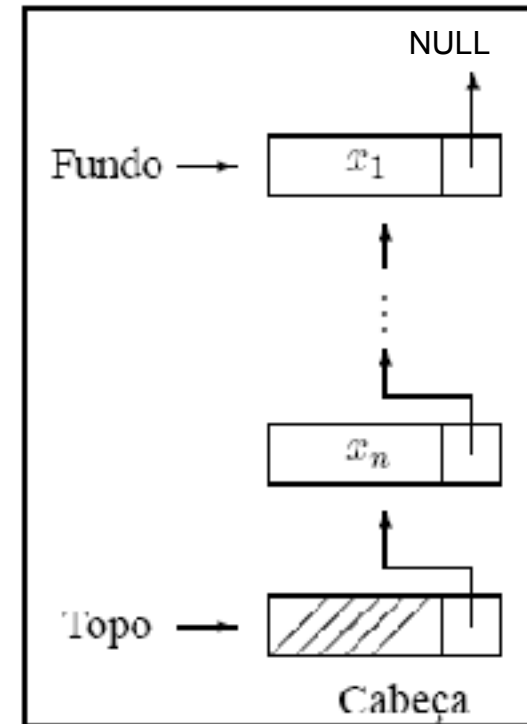 NULL
Fundo x₁
⋮
xₙ
Topo
Cabeça